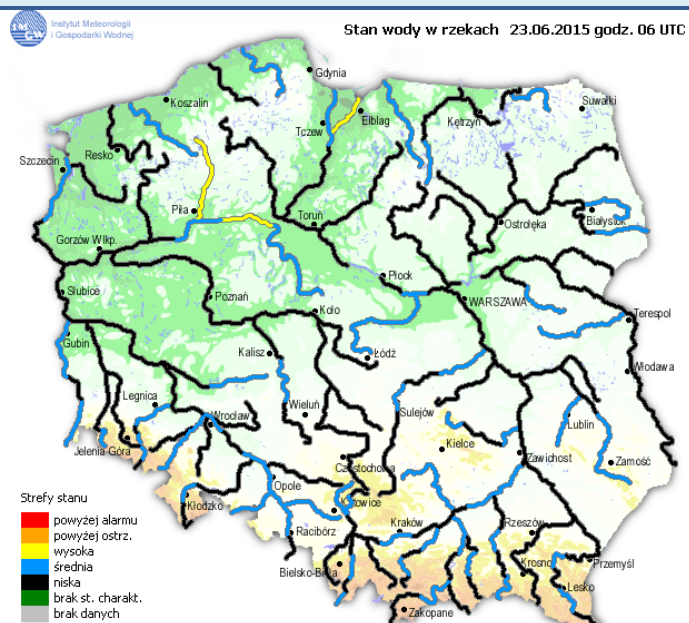 Instytut Meteorologii
i Gospodarki Wodnej
Stan wody w rzekach 23.06.2015 godz. 06 UTC
Gdynia
Koszalin
Suwałki
Elbląg
Kętrzyn
Tczew
Resko
Szczecin
Piła
Toruń
Ostrołęka
Białystok
Gorzów Wlkp.
Płock
Słubice
Poznań
WARSZAWA
Koło
Terespol
Gubin
Kalisz
Łódź
Włodawa
Legnica
Wieluń
Sulejów
Wrocław
Lublin
Kielce
Jelenia Góra
Zawichost
Zamość
Częstochowa
Opole
Strefy stanu
Kłodzko
Katowice
powyżej alarmu
Kraków
Rzeszów
Racibórz
powyżej ostrz.
wysoka
Przemyśl
średnia
Krosno
Bielsko-Biała
niska
Lesko
brak st. charakt.
Zakopane
brak danych